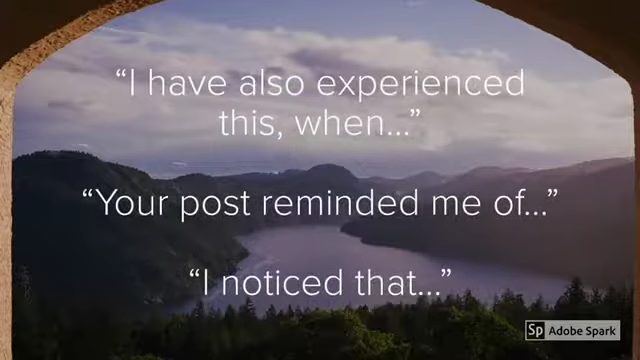 “I have also experienced
this, when...”
“Your post reminded me of...”
“I noticed that...”
Sp Adobe Spark